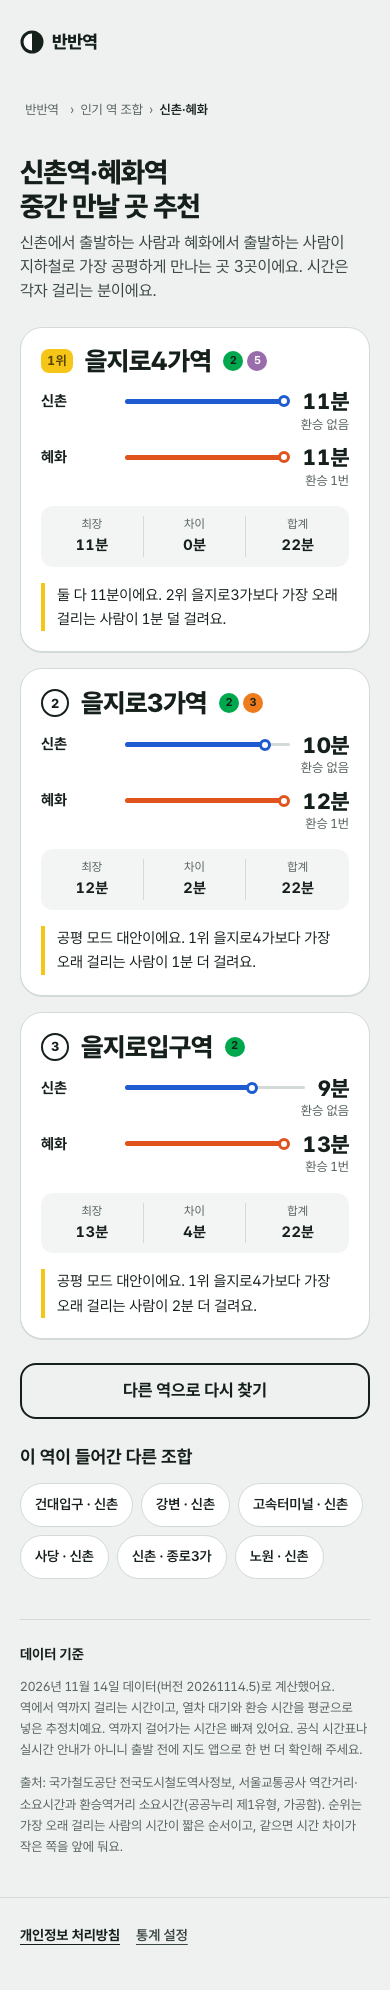 반반역
반반역 › 인기 역 조합 › 신촌·혜화
신촌역·혜화역
중간 만날 곳 추천
신촌에서 출발하는 사람과 혜화에서 출발하는 사람이
지하철로 가장 공평하게 만나는 곳 3곳이에요. 시간은
각자 걸리는 분이에요.
1위 을지로4가역 2 5
신촌 11분
환승 없음
혜화 11분
환승 1번
최장 차이 합계
11분 0분 22분
둘 다 11분이에요. 2위 을지로3가보다 가장 오래
걸리는 사람이 1분 덜 걸려요.
2 을지로3가역 2 3
신촌 10분
환승 없음
혜화 12분
환승 1번
최장 차이 합계
12분 2분 22분
공평 모드 대안이에요. 1위 을지로4가보다 가장
오래 걸리는 사람이 1분 더 걸려요.
3 을지로입구역 2
신촌 9분
환승 없음
혜화 13분
환승 1번
최장 차이 합계
13분 4분 22분
공평 모드 대안이에요. 1위 을지로4가보다 가장
오래 걸리는 사람이 2분 더 걸려요.
다른 역으로 다시 찾기
이 역이 들어간 다른 조합
건대입구 · 신촌 강변 · 신촌 고속터미널 · 신촌
사당 · 신촌 신촌 · 종로3가 노원 · 신촌
데이터 기준
2026년 11월 14일 데이터(버전 20261114.5)로 계산했어요.
역에서 역까지 걸리는 시간이고, 열차 대기와 환승 시간을 평균으로
넣은 추정치예요. 역까지 걸어가는 시간은 빠져 있어요. 공식 시간표나
실시간 안내가 아니니 출발 전에 지도 앱으로 한 번 더 확인해 주세요.
출처: 국가철도공단 전국도시철도역사정보, 서울교통공사 역간거리·
소요시간과 환승역거리 소요시간(공공누리 제1유형, 가공함). 순위는
가장 오래 걸리는 사람의 시간이 짧은 순서이고, 같으면 시간 차이가
작은 쪽을 앞에 둬요.
개인정보 처리방침 통계 설정